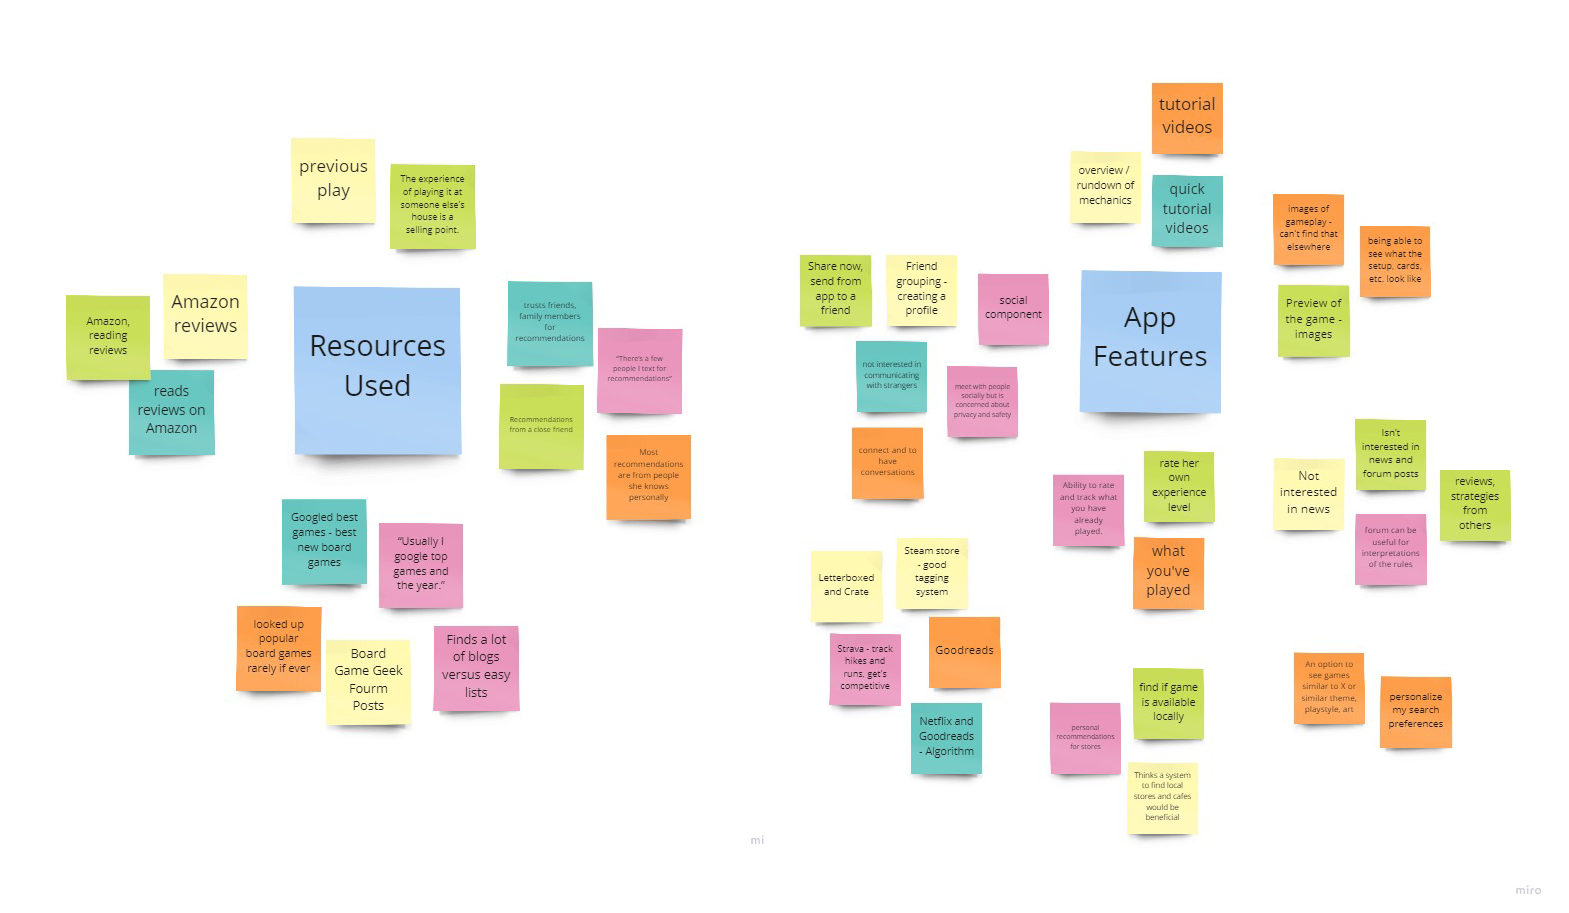 previous
play
The experience
of playing it at
someone else's
house is a
selling point.
Amazon,
reading
reviews
Amazon
reviews
reads
reviews on
Amazon
Resources
Used
trusts friends,
family members
for
recommendations
"There's a few
people I text for
recommendations"
Recommendations
from a close friend
Most
recommendations
are from people
she knows
personally
Googled best
games - best
new board
games
"Usually I
google top
games and
the year."
looked up
popular
board games
rarely if ever
Board
Game Geek
Fourm
Posts
Finds a lot
of blogs
versus easy
lists
tutorial
videos
overview /
rundown of
mechanics
quick
tutorial
videos
images of
gameplay -
can't find that
elsewhere
being able to
see what the
setup, cards,
etc. look like
Preview of
the game -
images
Share now,
send from
app to a
friend
Friend
grouping -
creating a
profile
social
component
not interested in
communicating
with strangers
meet with people
socially but is
concerned about
privacy and safety
connect and to
have
conversations
App
Features
Ability to rate
and track what
you have
already
played.
rate her
own
experience
level
what
you've
played
Not
interested
in news
Isn't
interested in
news and
forum posts
reviews,
strategies
from
others
forum can be
useful for
interpretations
of the rules
Letterboxed
and Crate
Steam store
- good
tagging
system
Strava - track
hikes and
runs, get's
competitive
Goodreads
Netflix and
Goodreads
- Algorithm
personal
recommendations
for stores
find if game
is available
locally
Thinks a system
to find local
stores and cafes
would be
beneficial
An option to
see games
similar to X or
similar theme,
playstyle, art
personalize
my search
preferences
mi
miro